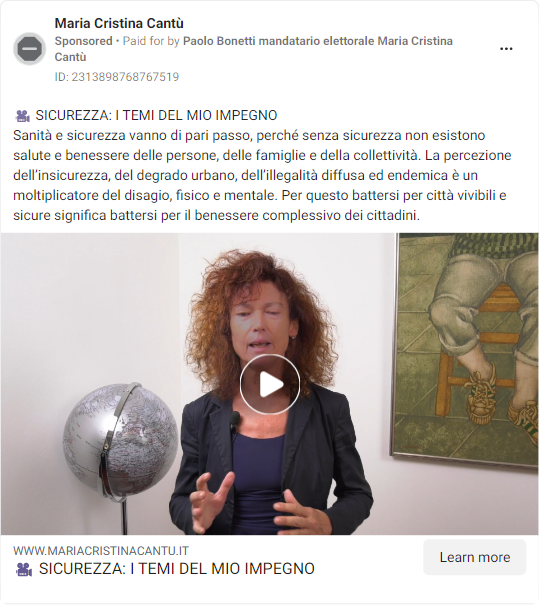 Maria Cristina Cantù
Sponsored • Paid for by Paolo Bonetti mandatario elettorale Maria Cristina
Cantù
ID: 2313898768767519
🎥 SICUREZZA: I TEMI DEL MIO IMPEGNO
Sanità e sicurezza vanno di pari passo, perché senza sicurezza non esistono
salute e benessere delle persone, delle famiglie e della collettività. La percezione
dell'insicurezza, del degrado urbano, dell'illegalità diffusa ed endemica è un
moltiplicatore del disagio, fisico e mentale. Per questo battersi per città vivibili e
sicure significa battersi per il benessere complessivo dei cittadini.
WWW.MARIACRISTINACANTU.IT
🎥 SICUREZZA: I TEMI DEL MIO IMPEGNO
Learn more